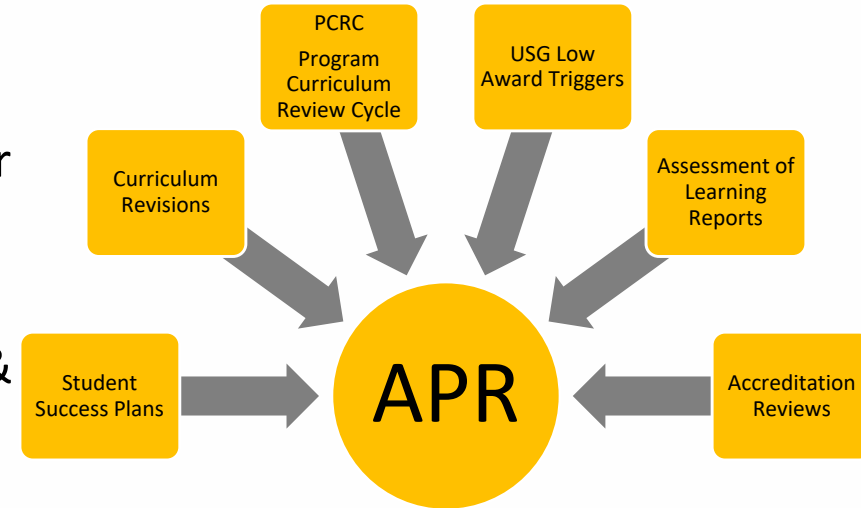 PCRC
Program
Curriculum
Review Cycle
USG Low
Award Triggers
r
Curriculum
Revisions
Assessment of
Learning
Reports
&
Student
Success Plans
APR
Accreditation
Reviews